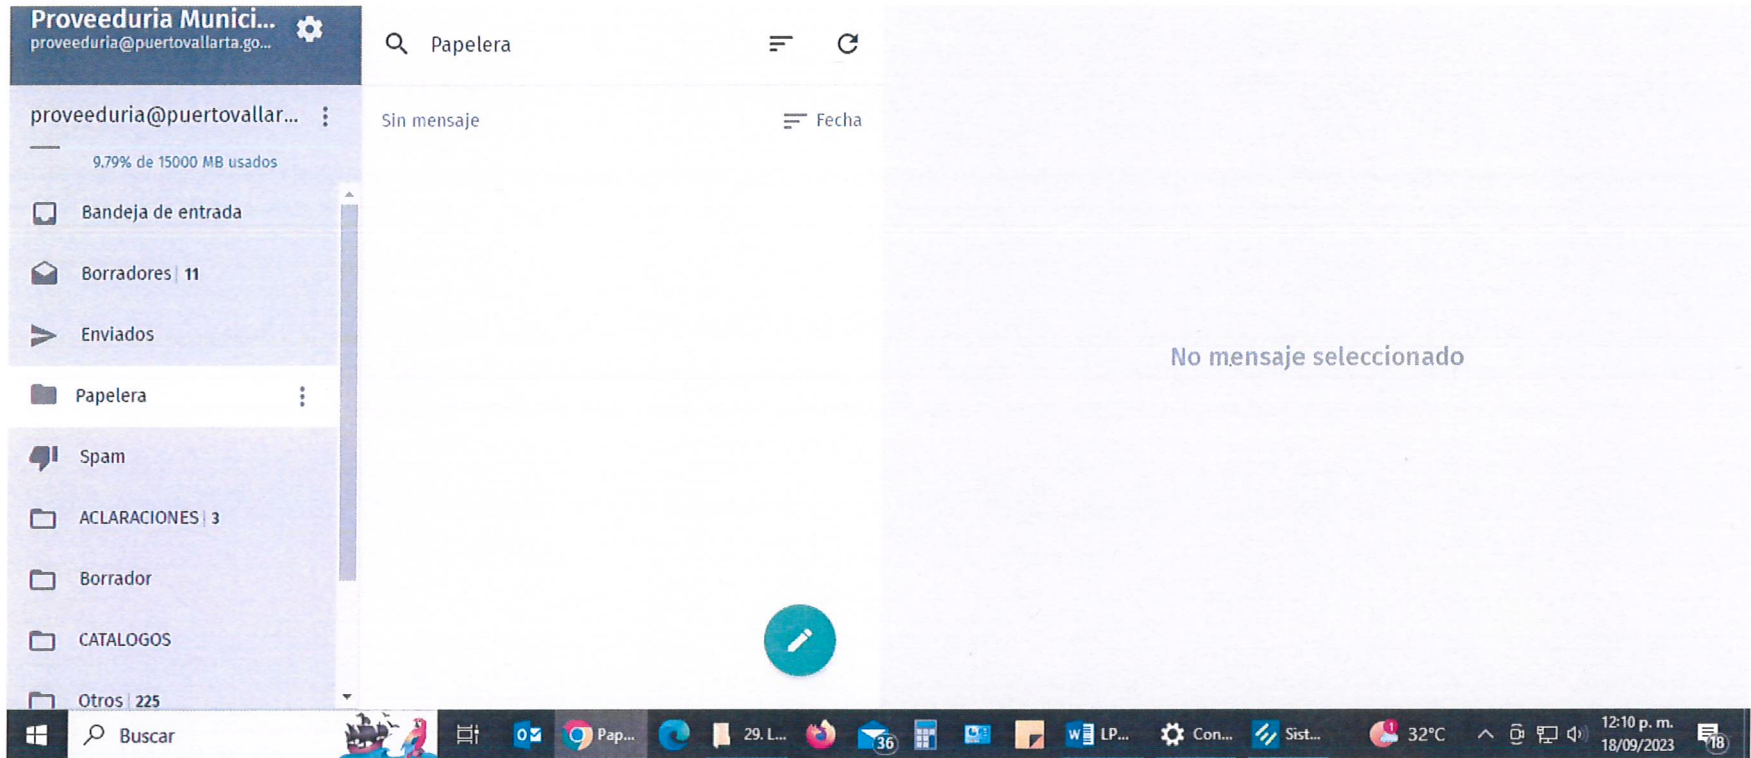 Proveeduria Munici...
proveeduria@puertovallarta.go...
Papelera
proveeduria@puertovallar...
Sin mensaje
Fecha
9.79% de 15000 MB usados
Bandeja de entrada
Borradores| 11
Enviados
No mensaje seleccionado
Papelera
Spam
ACLARACIONES| 3
Borrador
CATALOGOS
Otros| 225
Buscar
Pap...
29. L...
36
LP...
Con...
Sist...
1
32°C
12:10 p. m.
18/09/2023
18